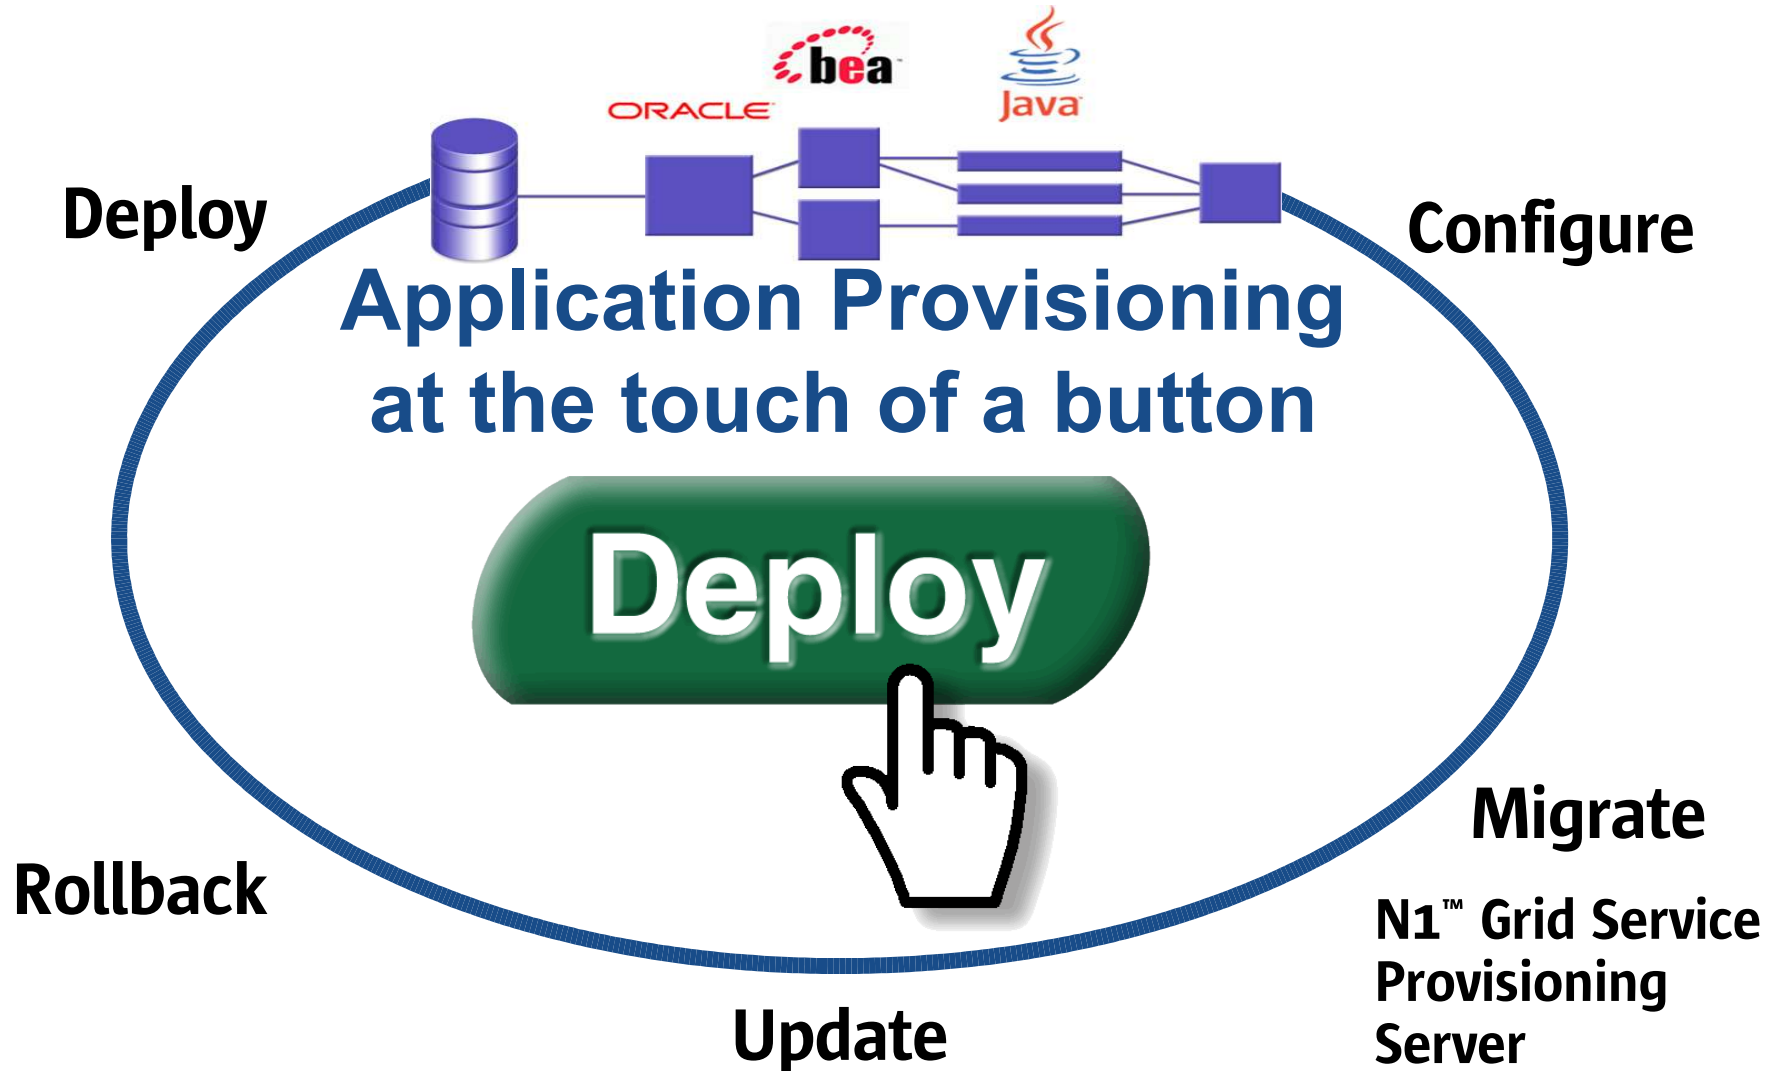 bea™
ORACLE
Java
Deploy
Configure
Application Provisioning
at the touch of a button
Deploy
Migrate
Rollback
N1™ Grid Service
Provisioning
Server
Update